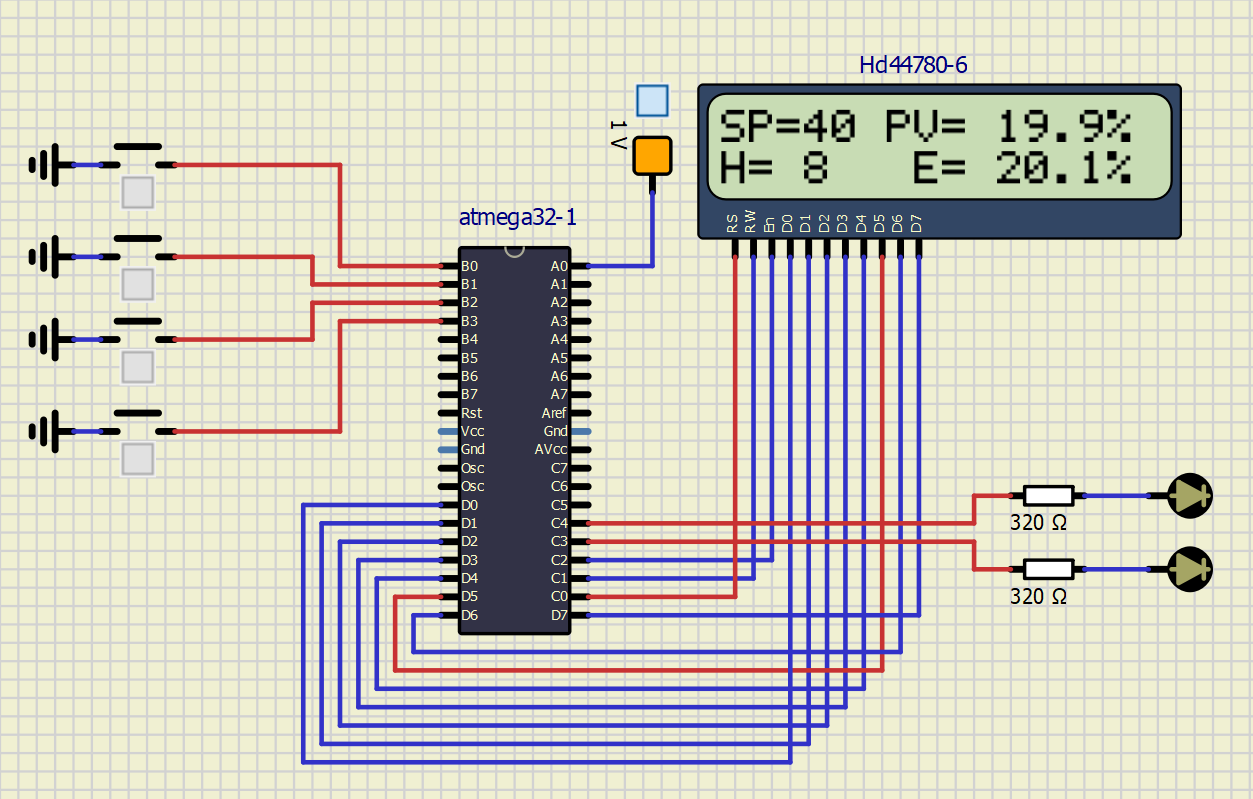 Hd44780-6
SP=40 PV= 19.9%
H= 8 E= 20.1%
RS RW En D0 D1 D2 D3 D4 D5 D6 D7
1 V
atmega32-1
B0 A0
B1 A1
B2 A2
B3 A3
B4 A4
B5 A5
B6 A6
B7 A7
Rst Aref
Vcc Gnd
Gnd AVcc
Osc C7
Osc C6
D0 C5
D1 C4
D2 C3
D3 C2
D4 C1
D5 C0
D6 D7
320 Ω
320 Ω